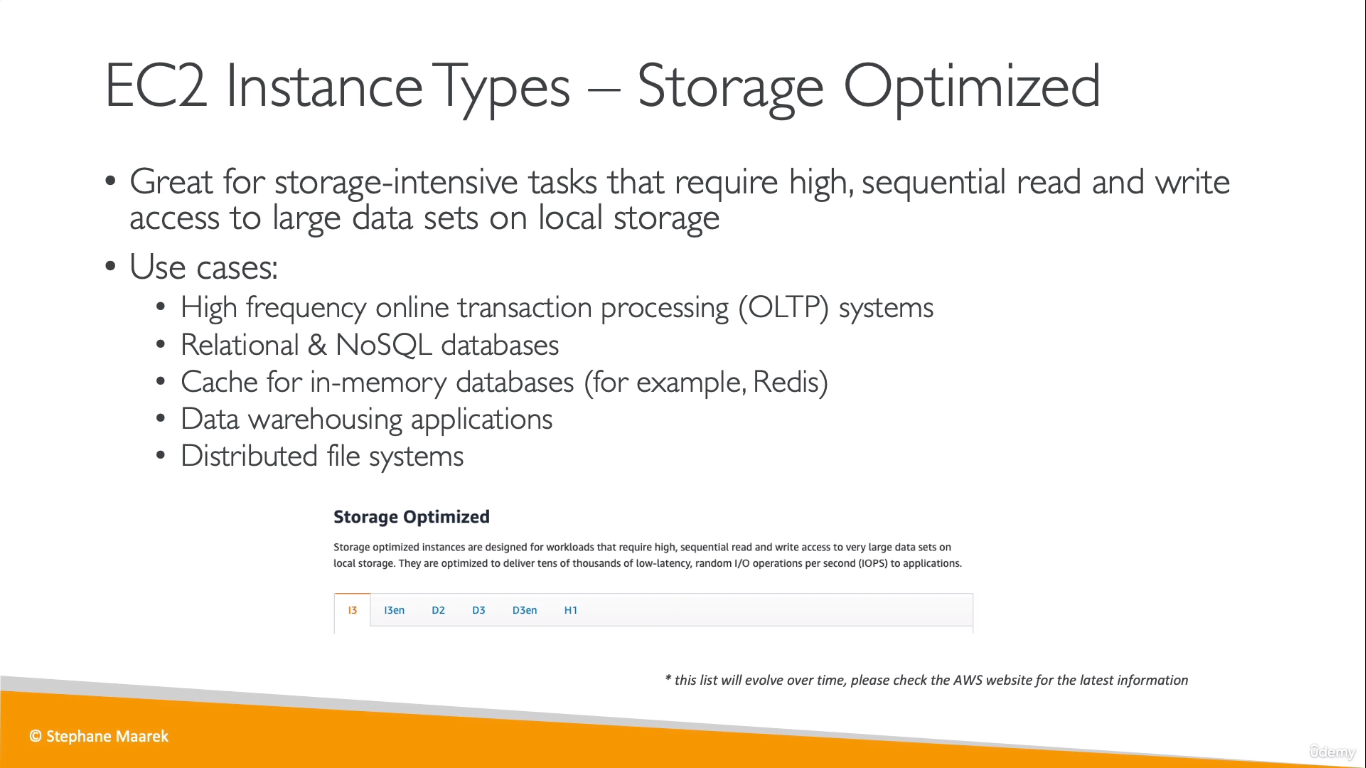 EC2 Instance Types – Storage Optimized
• Great for storage-intensive tasks that require high, sequential read and write
access to large data sets on local storage
• Use cases:
• High frequency online transaction processing (OLTP) systems
• Relational & NoSQL databases
• Cache for in-memory databases (for example, Redis)
• Data warehousing applications
• Distributed file systems
Storage Optimized
Storage optimized instances are designed for workloads that require high, sequential read and write access to very large data sets on
local storage. They are optimized to deliver tens of thousands of low-latency, random I/O operations per second (IOPS) to applications.
I3 I3en D2 D3 D3en H1
* this list will evolve over time, please check the AWS website for the latest information
© Stephane Maarek
ûdemy